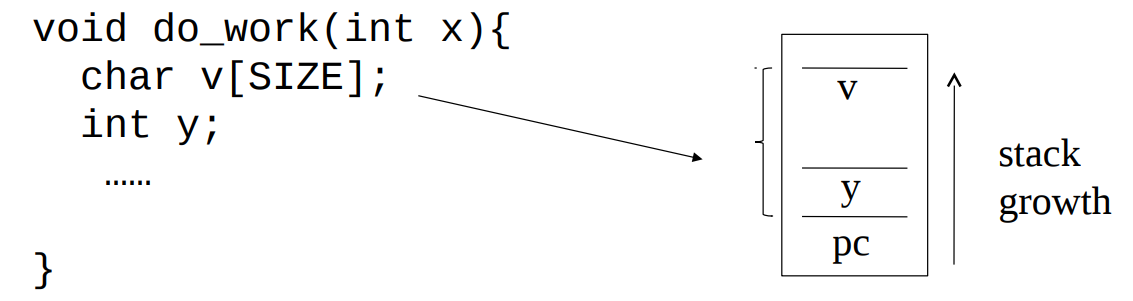 void do_work(int x){
char v[SIZE];
int y;
……
}
v
y
pc
stack
growth